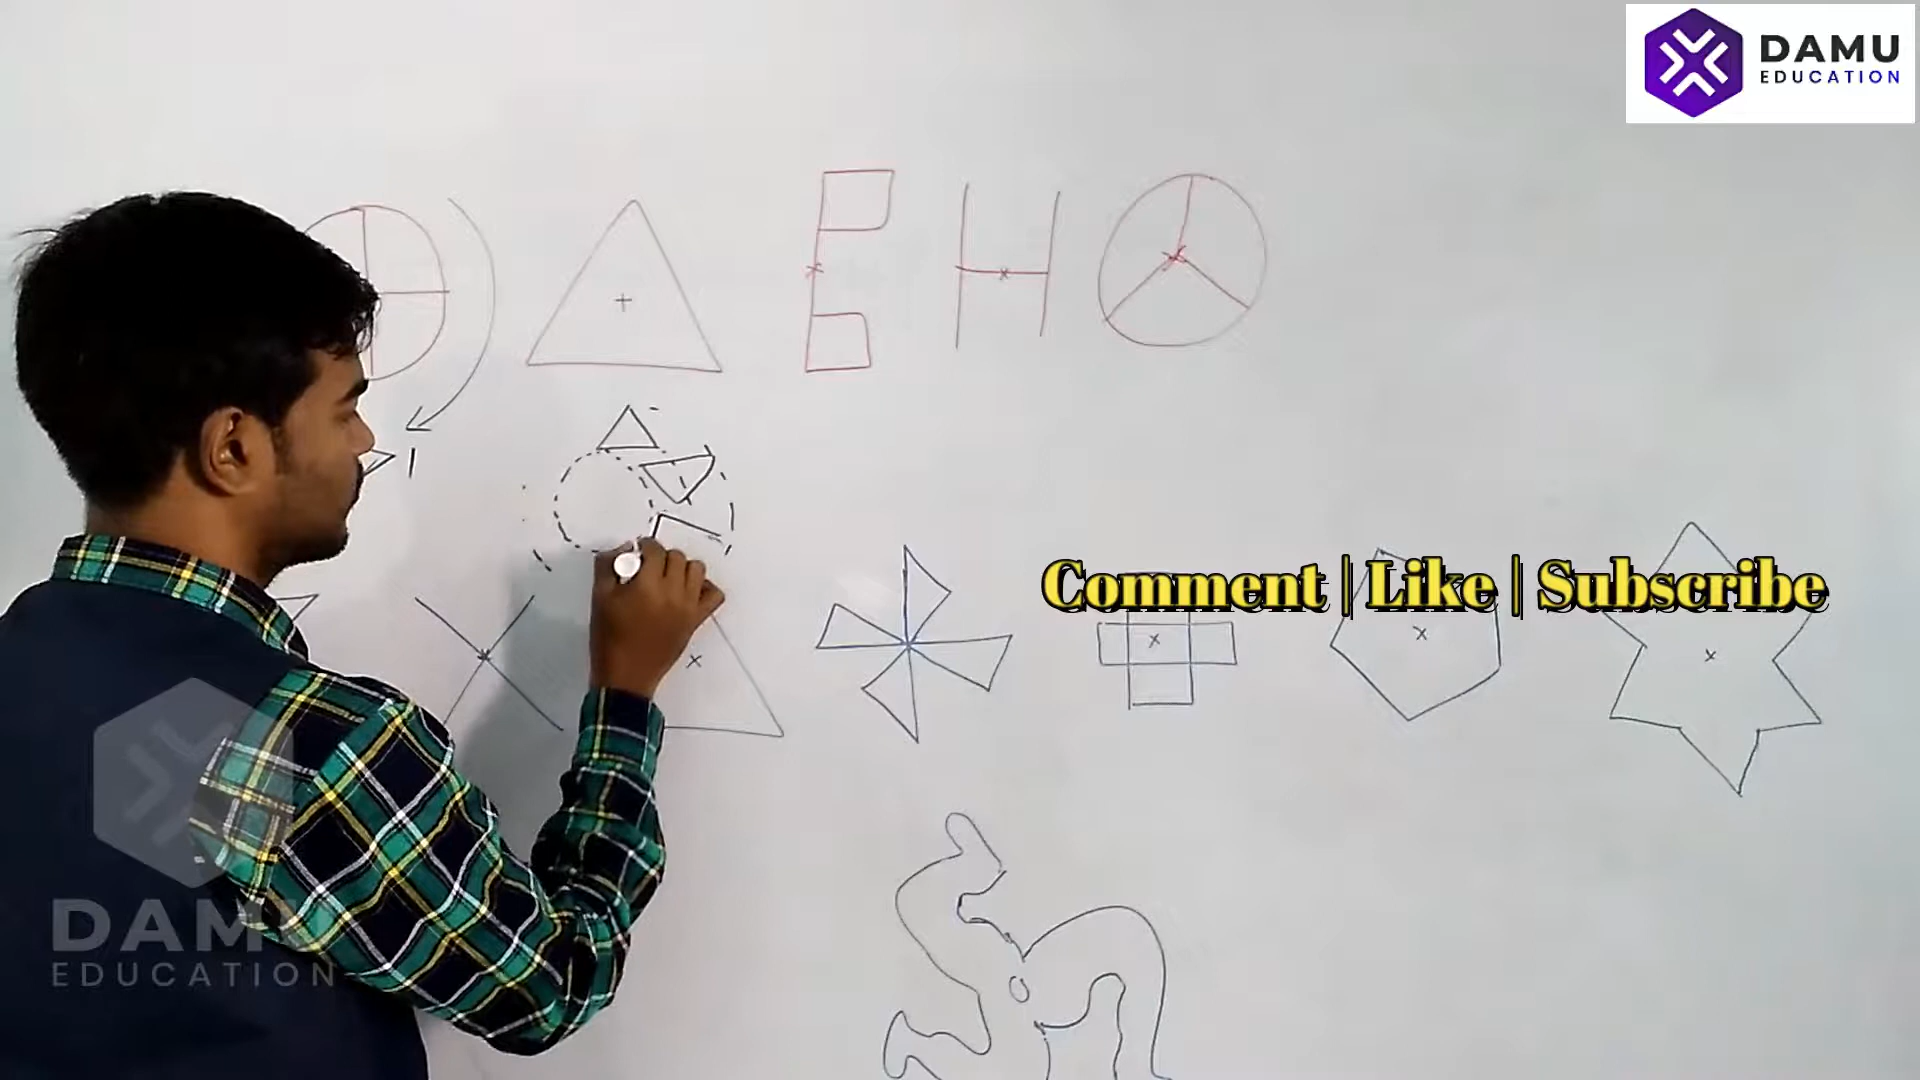 DAMU
EDUCATION
H
Comment | Like | Subscribe
DAMU
EDUCATION